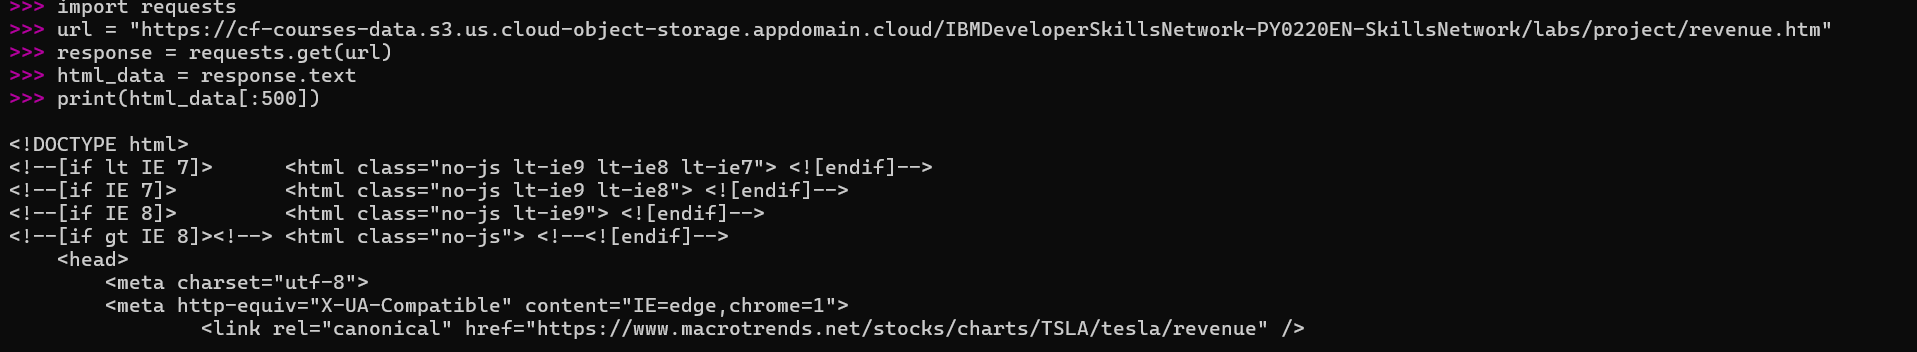 >>> import requests
>>> url = "https://cf-courses-data.s3.us.cloud-object-storage.appdomain.cloud/IBMDeveloperSkillsNetwork-PY0220EN-SkillsNetwork/labs/project/revenue.htm"
>>> response = requests.get(url)
>>> html_data = response.text
>>> print(html_data[:500])
<!DOCTYPE html>
<!--[if lt IE 7]>      <html class="no-js lt-ie9 lt-ie8 lt-ie7"> <![endif]-->
<!--[if IE 7]>         <html class="no-js lt-ie9 lt-ie8"> <![endif]-->
<!--[if IE 8]>         <html class="no-js lt-ie9"> <![endif]-->
<!--[if gt IE 8]><!--> <html class="no-js"> <!--<![endif]-->
    <head>
        <meta charset="utf-8">
        <meta http-equiv="X-UA-Compatible" content="IE=edge,chrome=1">
                <link rel="canonical" href="https://www.macrotrends.net/stocks/charts/TSLA/tesla/revenue" />